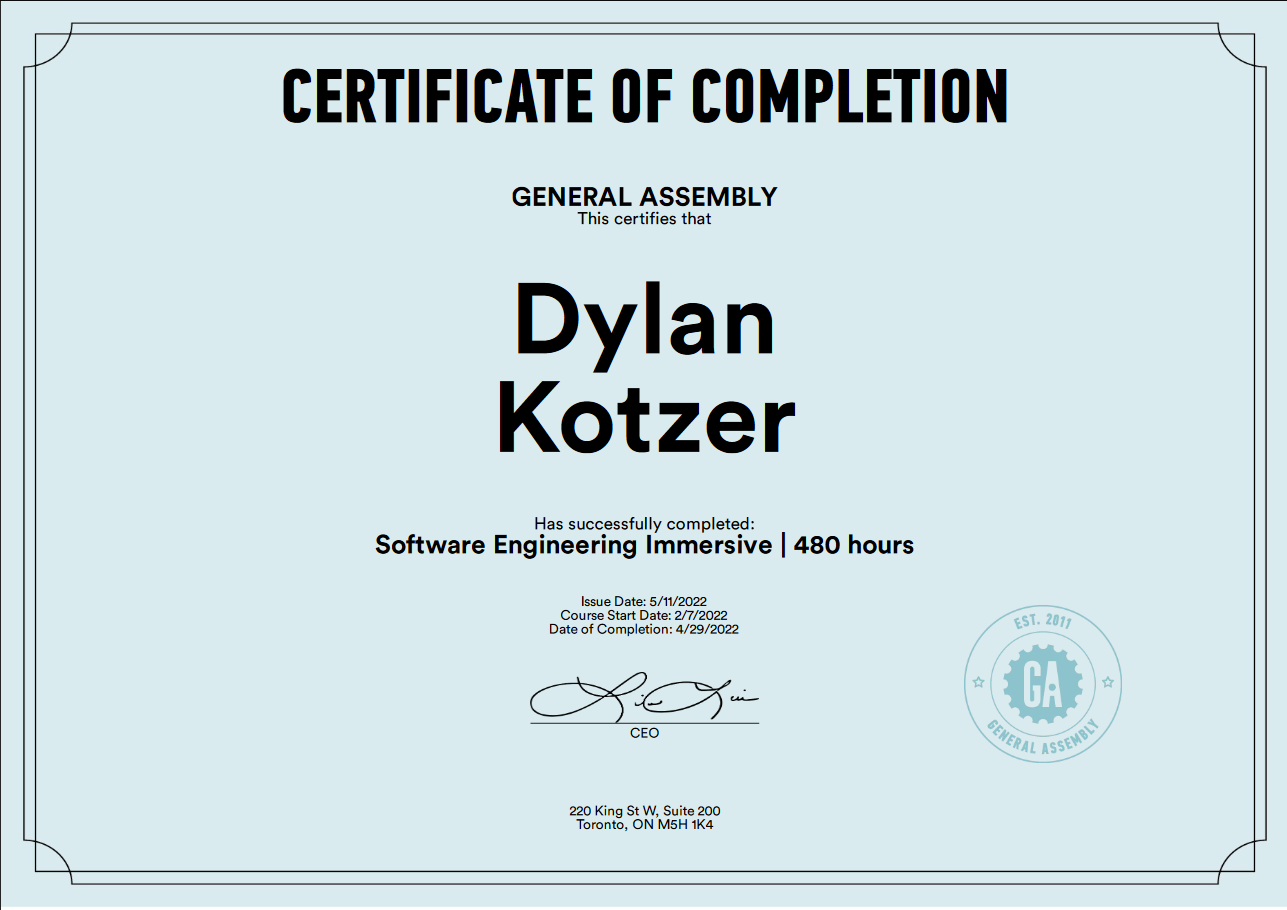 CERTIFICATE OF COMPLETION
GENERAL ASSEMBLY
This certifies that
Dylan
Kotzer
Has successfully completed:
Software Engineering Immersive | 480 hours
Issue Date: 5/11/2022
Course Start Date: 2/7/2022
Date of Completion: 4/29/2022
CEO
EST. 2011
GA
GENERAL ASSEMBLY
220 King St W, Suite 200
Toronto, ON M5H 1K4